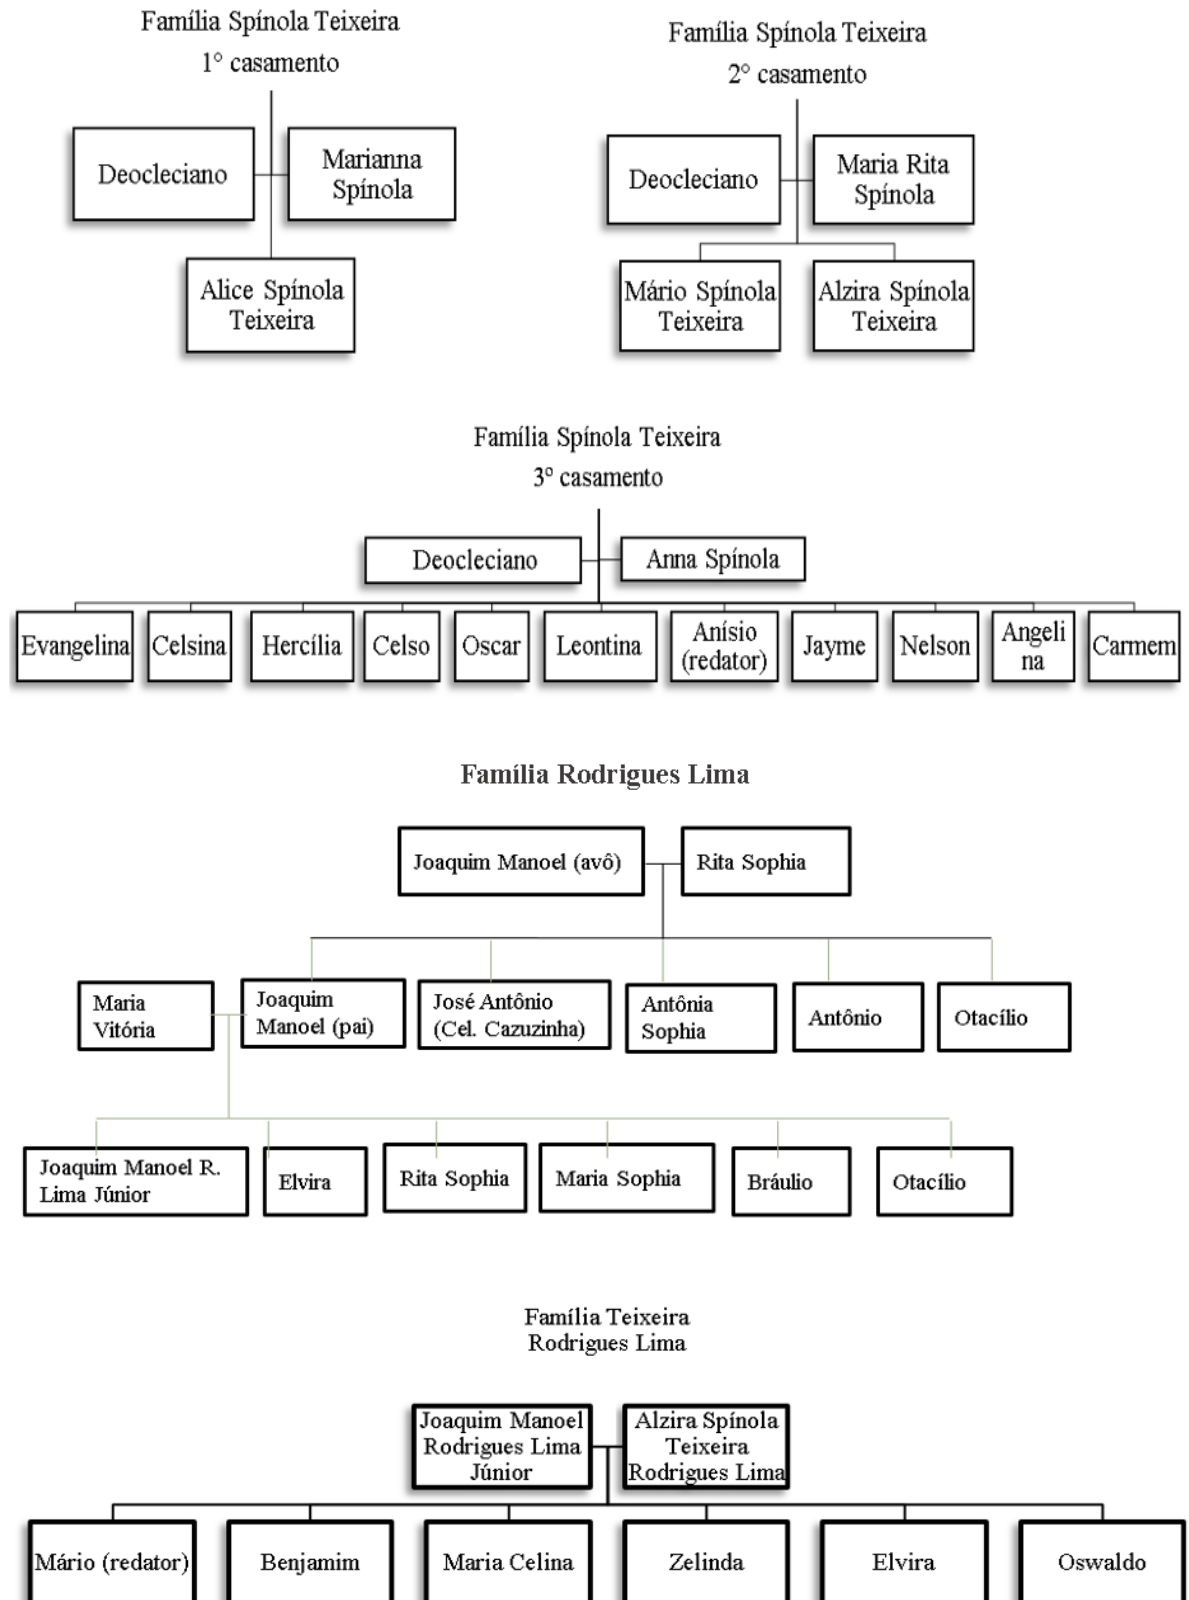 Família Spínola Teixeira
1° casamento
Deocleciano
Marianna
Spínola
Alice Spínola
Teixeira
Família Spínola Teixeira
2° casamento
Deocleciano
Maria Rita
Spínola
Mário Spínola
Teixeira
Alzira Spínola
Teixeira
Família Spínola Teixeira
3º casamento
Deocleciano
Anna Spínola
Evangelina
Celsina
Hercília
Celso
Oscar
Leontina
Anísio
(redator)
Jayme
Nelson
Angeli
na
Carmem
Família Rodrigues Lima
Joaquim Manoel (avô)
Rita Sophia
Maria
Vitória
Joaquim
Manoel (pai)
José Antônio
(Cel. Cazuzinha)
Antônia
Sophia
Antônio
Otacílio
Joaquim Manoel R.
Lima Júnior
Elvira
Rita Sophia
Maria Sophia
Bráulio
Otacílio
Família Teixeira
Rodrigues Lima
Joaquim Manoel
Rodrigues Lima
Júnior
Alzira Spínola
Teixeira
Rodrigues Lima
Mário (redator)
Benjamim
Maria Celina
Zelinda
Elvira
Oswaldo